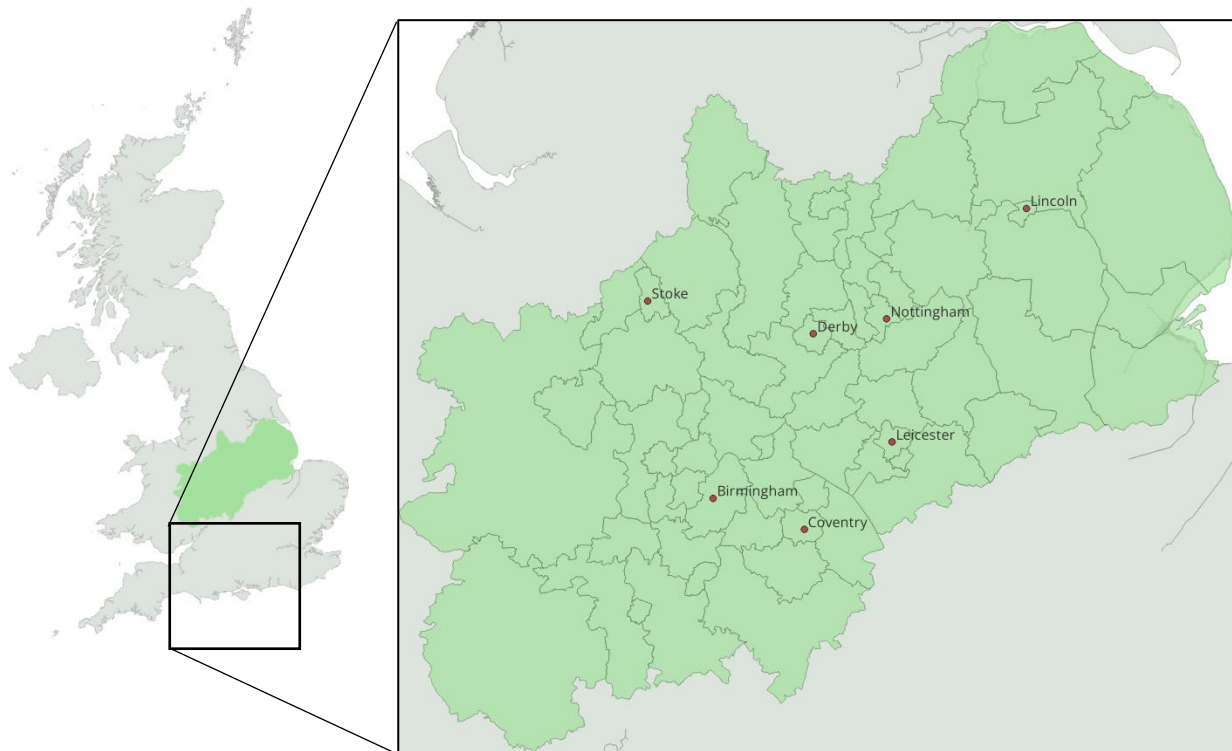 Lincoln
Stoke
Nottingham
Derby
Leicester
Birmingham
Coventry